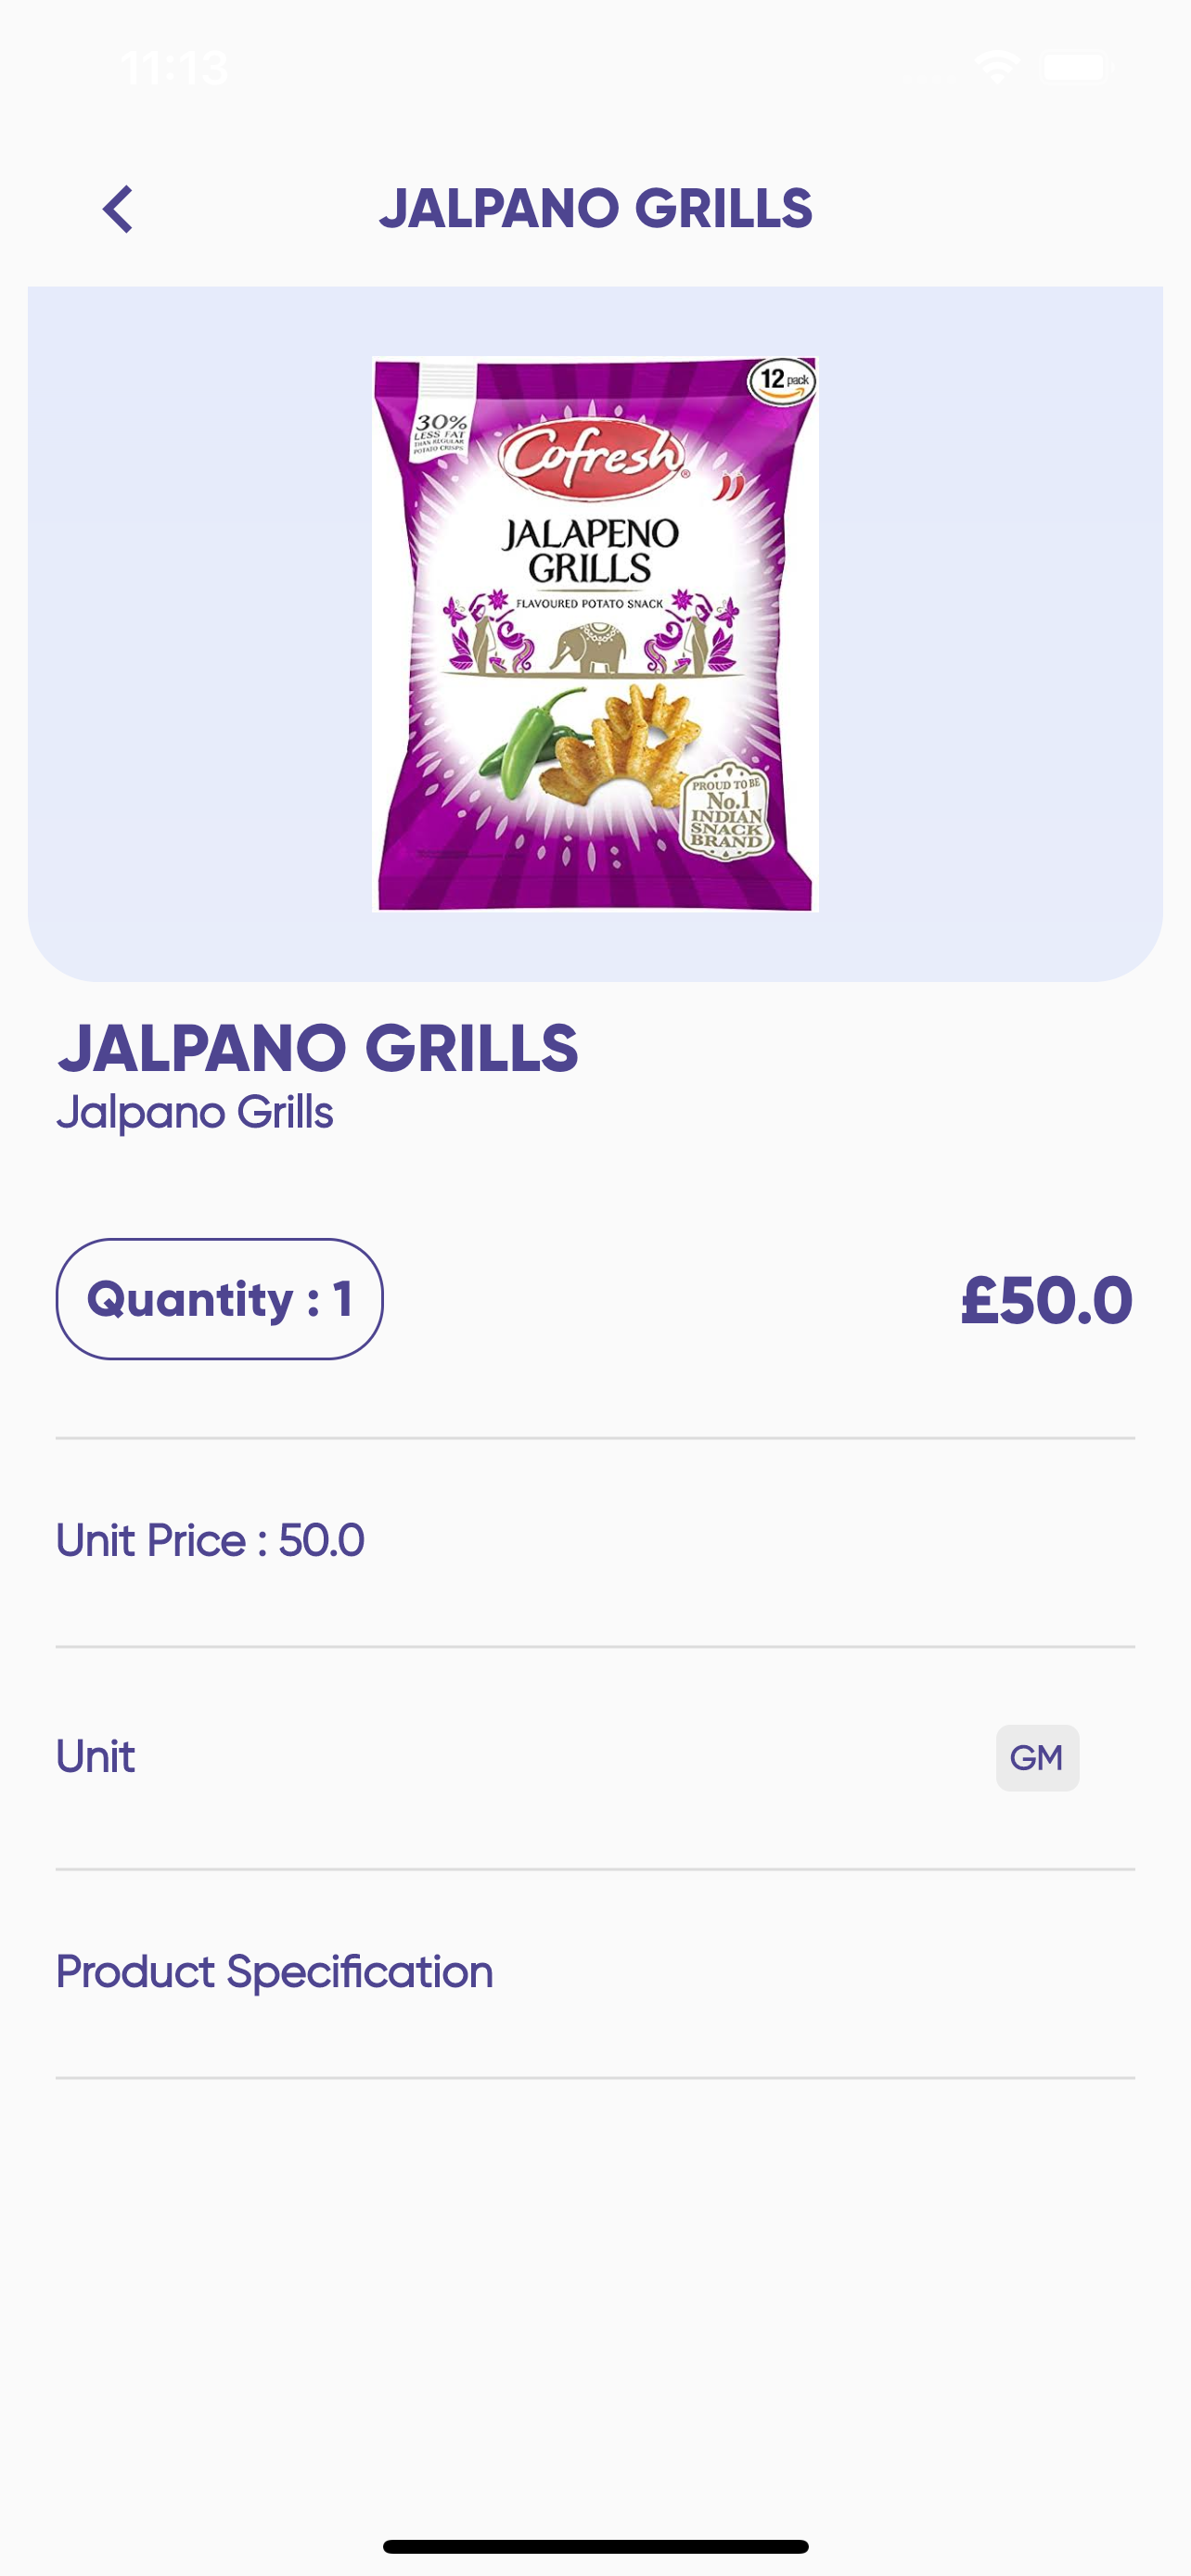 11:13
JALPANO GRILLS
12 pack
30%
LESS FAT
THAN REGULAR
POTATO CRISPS
Cofresh®
JALAPENO
GRILLS
FLAVOURED POTATO SNACK
PROUD TO BE
No.1
INDIAN
SNACK
BRAND
JALPANO GRILLS
Jalpano Grills
Quantity : 1
£50.0
Unit Price : 50.0
Unit
GM
Product Specification